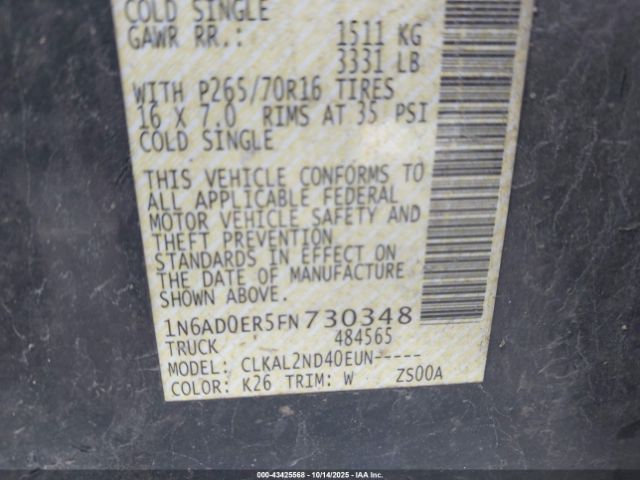 COLD SINGLE
GAWR RR.: 1511 KG
3331 LB
WITH P265/70R16 TIRES
16 X 7.0 RIMS AT 35 PSI
COLD SINGLE
THIS VEHICLE CONFORMS TO
ALL APPLICABLE FEDERAL
MOTOR VEHICLE SAFETY AND
THEFT PREVENTION
STANDARDS IN EFFECT ON
THE DATE OF MANUFACTURE
SHOWN ABOVE.
1N6AD0ER5FN730348
TRUCK 484565
MODEL: CLKAL2ND40EUN-----
COLOR: K26 TRIM: W ZS00A
© One - 43425568 - 10/14/2025 - IAA Inc.